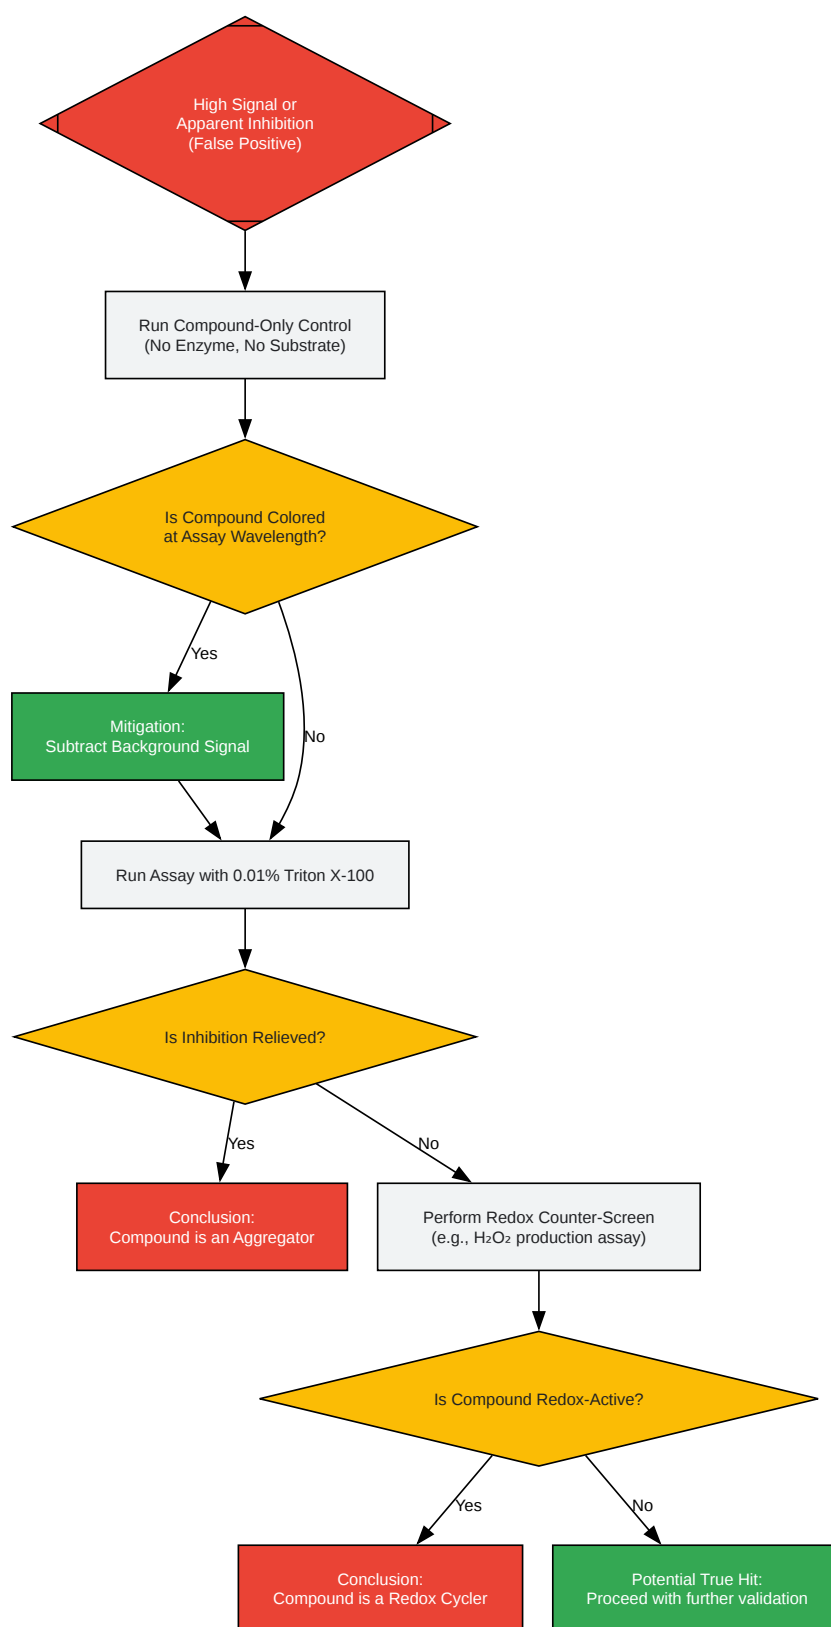 High Signal or
Apparent Inhibition
(False Positive)
Run Compound-Only Control
(No Enzyme, No Substrate)
Is Compound Colored
at Assay Wavelength?
Yes
Mitigation:
Subtract Background Signal
No
Run Assay with 0.01% Triton X-100
Is Inhibition Relieved?
Yes
No
Conclusion:
Compound is an Aggregator
Perform Redox Counter-Screen
(e.g., H₂O₂ production assay)
Is Compound Redox-Active?
Yes
No
Conclusion:
Compound is a Redox Cycler
Potential True Hit:
Proceed with further validation